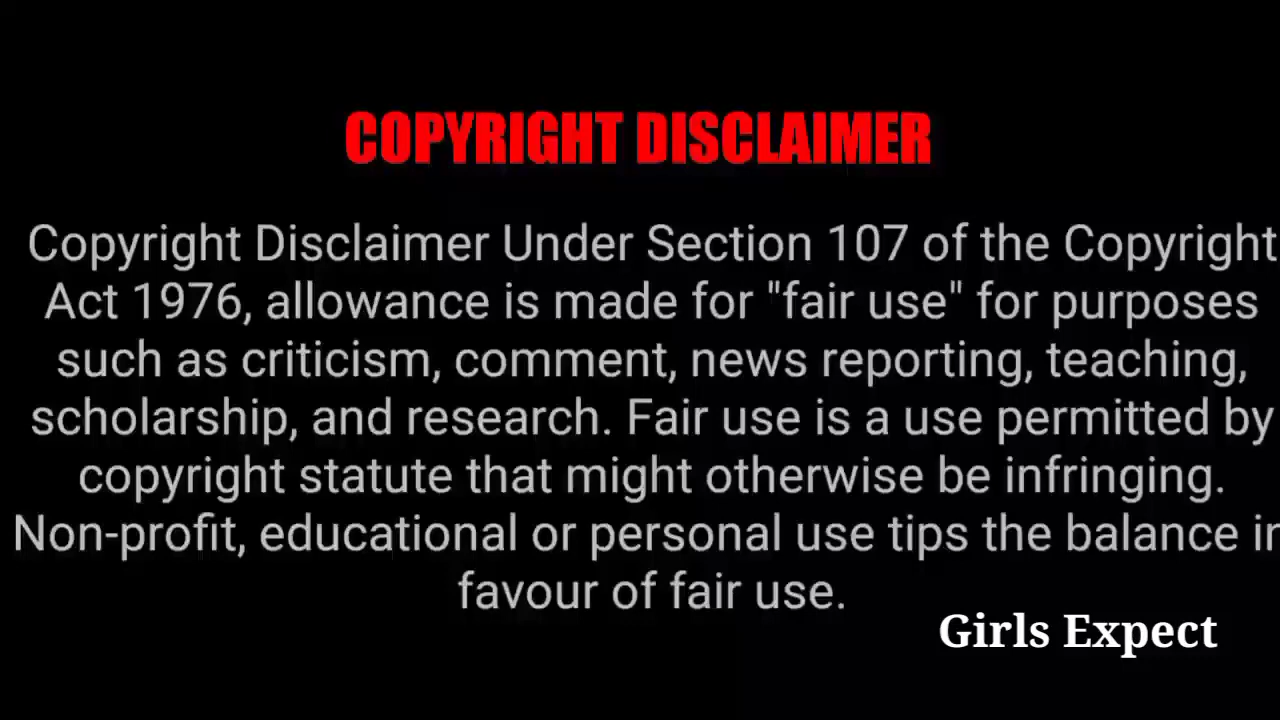 COPYRIGHT DISCLAIMER
Copyright Disclaimer Under Section 107 of the Copyright
Act 1976, allowance is made for "fair use" for purposes
such as criticism, comment, news reporting, teaching,
scholarship, and research. Fair use is a use permitted by
copyright statute that might otherwise be infringing.
Non-profit, educational or personal use tips the balance in
favour of fair use.
Girls Expect